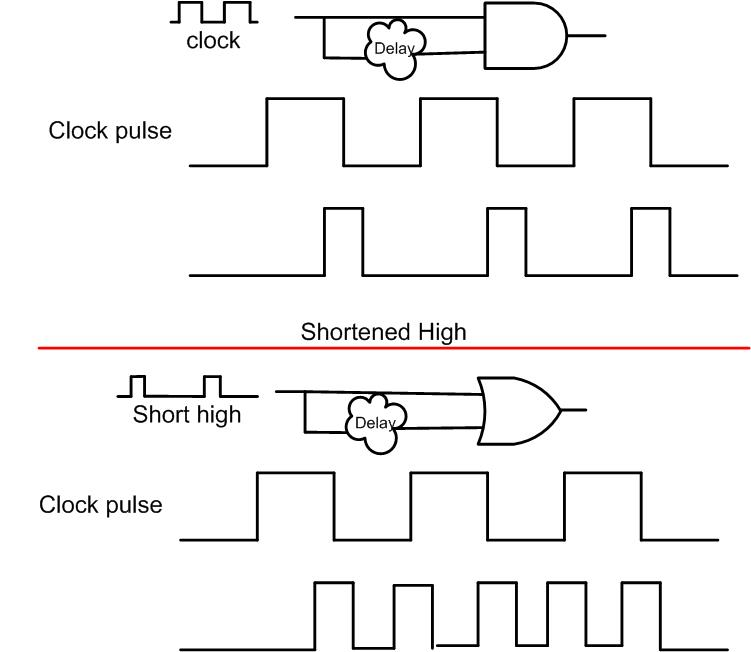 clock
Delay
Clock pulse
Shortened High
Short high
Delay
Clock pulse